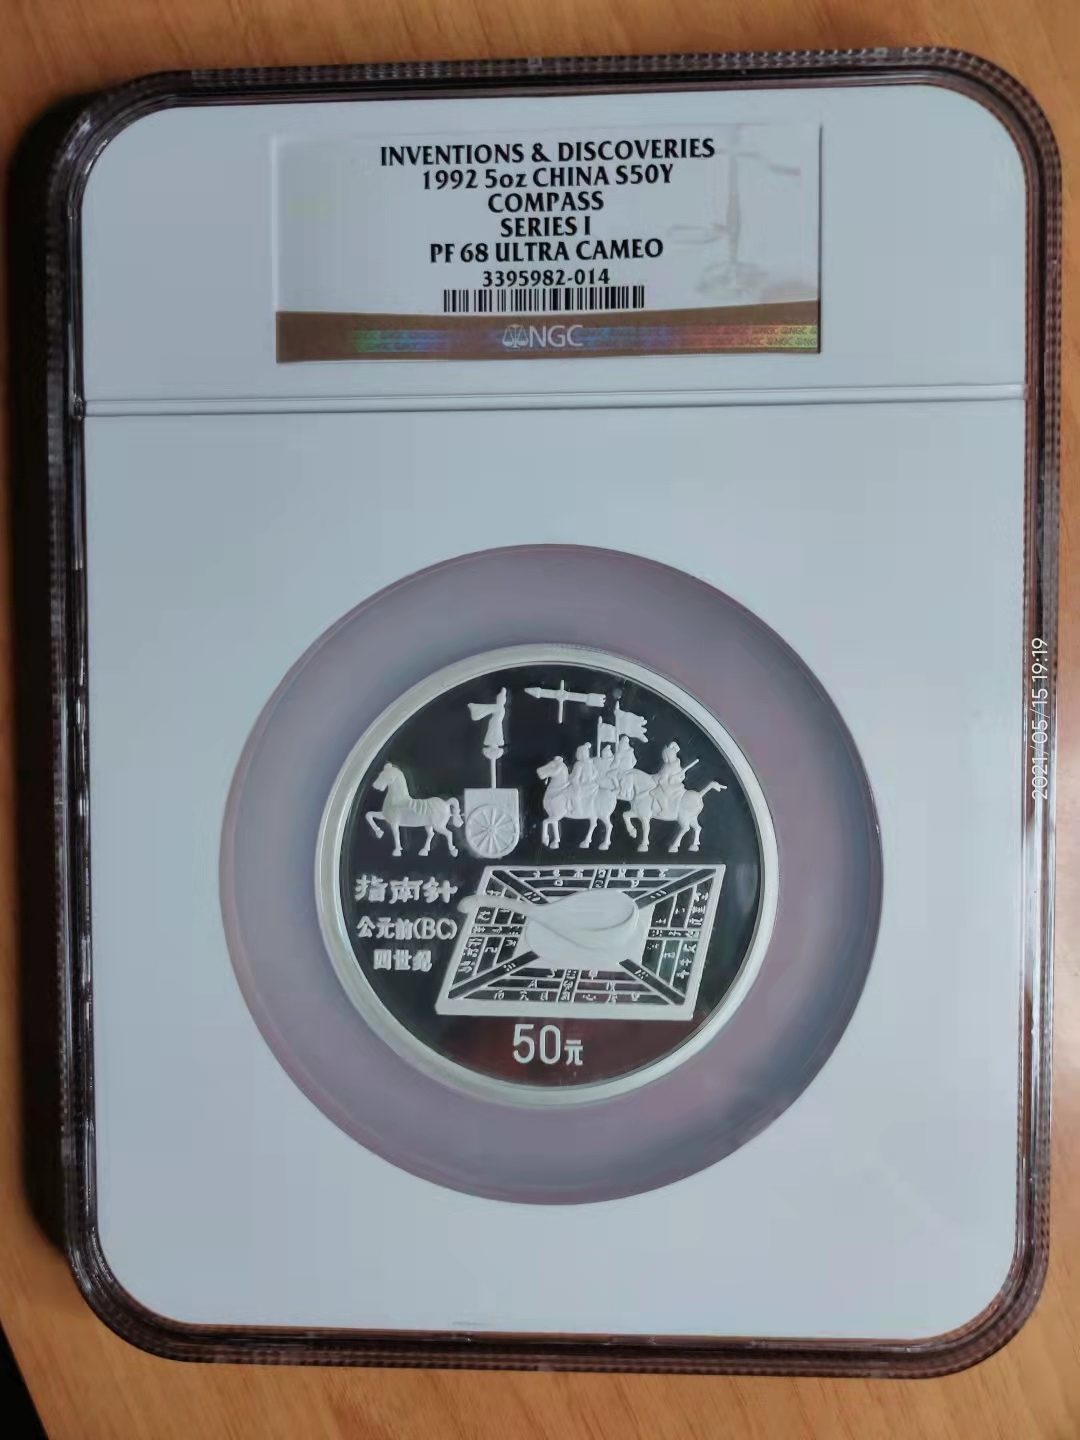 INVENTIONS & DISCOVERIES
1992 5oz CHINA S50Y
COMPASS
SERIES I
PF 68 ULTRA CAMEO
3395982-014
NGC
指南针
公元前(BC)
四世纪
50元
2021/05/15 19:19